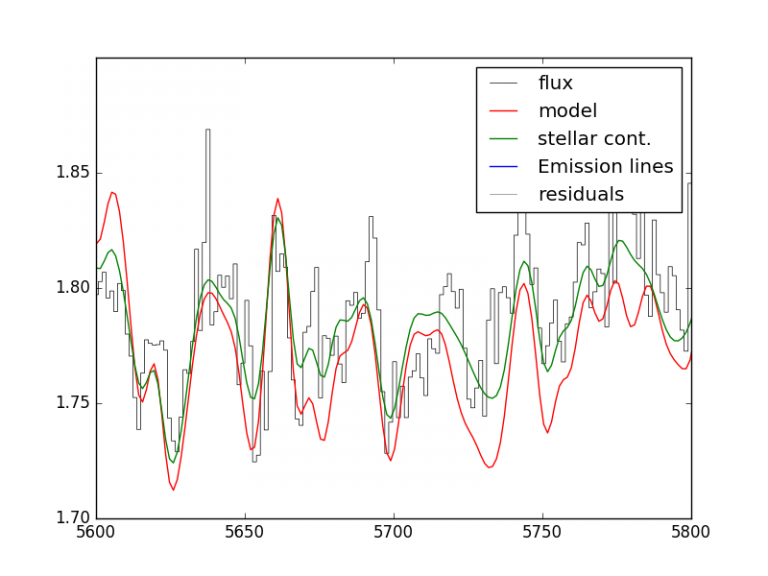 flux
model
stellar cont.
Emission lines
residuals
1.85
1.80
1.75
1.70
5600 5650 5700 5750 5800